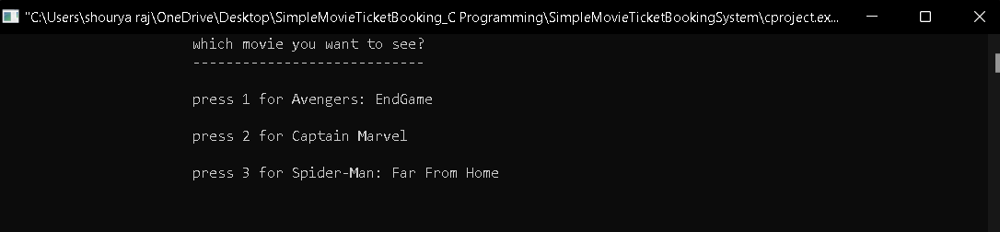 "C:\Users\shourya raj\OneDrive\Desktop\SimpleMovieTicketBooking_C Programming\SimpleMovieTicketBookingSystem\cproject.ex...
which movie you want to see?
----------------------------
press 1 for Avengers: EndGame
press 2 for Captain Marvel
press 3 for Spider-Man: Far From Home